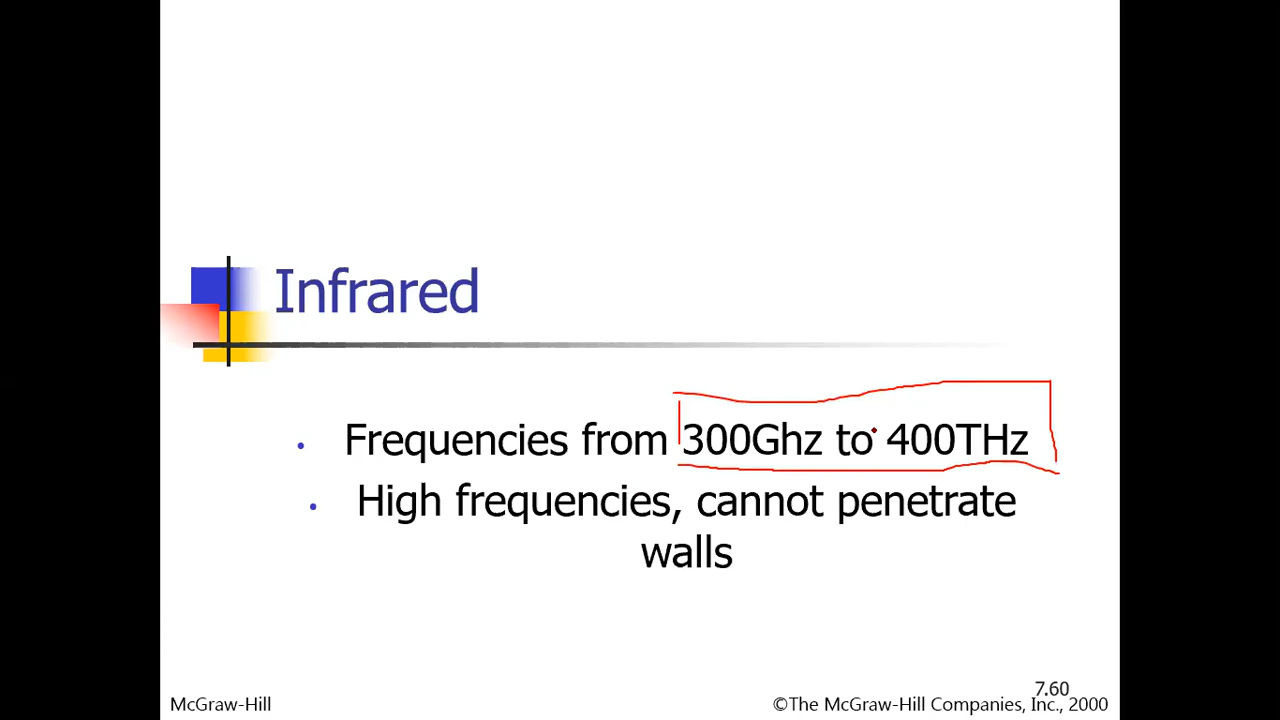 Infrared
Frequencies from 300Ghz to 400THz
High frequencies, cannot penetrate
walls
7.60
McGraw-Hill
©The McGraw-Hill Companies, Inc., 2000